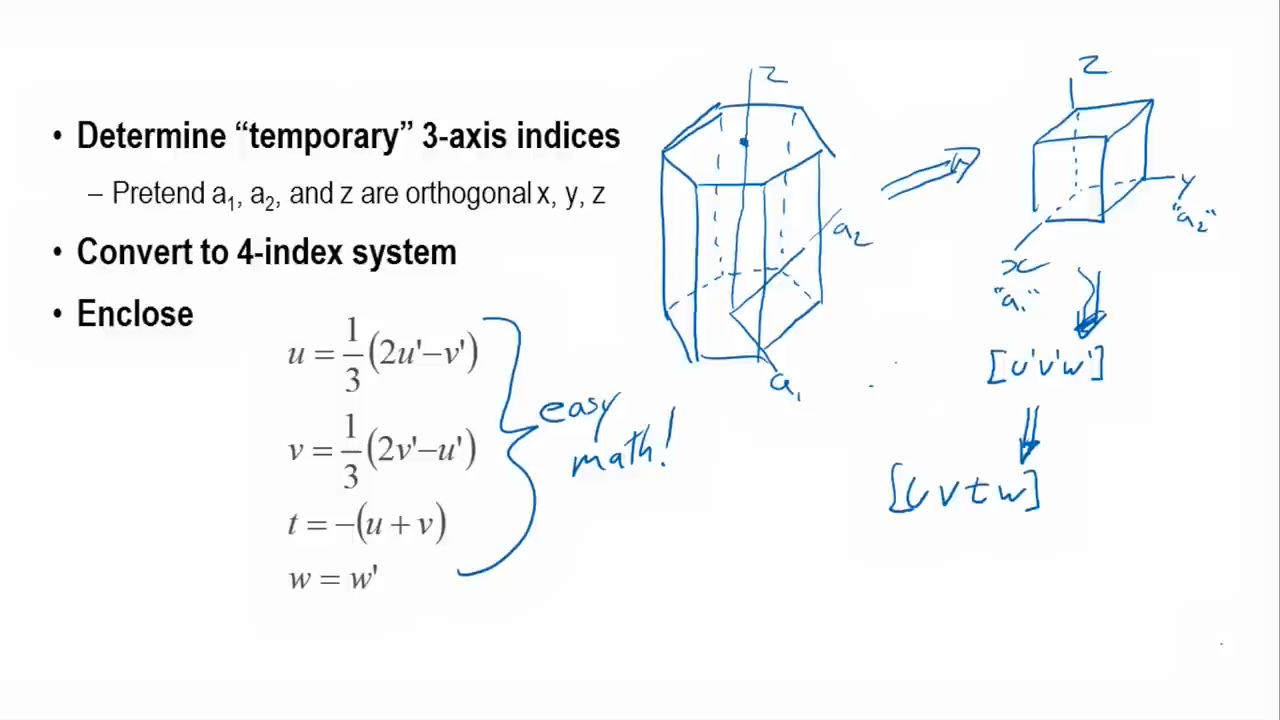 • Determine “temporary” 3-axis indices
– Pretend a₁, a₂, and z are orthogonal x, y, z
• Convert to 4-index system
• Enclose
u = 1/3 (2u'–v')
v = 1/3 (2v'–u')
t = –(u + v)
w = w'
easy
math!
z
a₂
a₁
z
y
"a₂"
x
"a₁"
[u'v'w']
[u v t w]